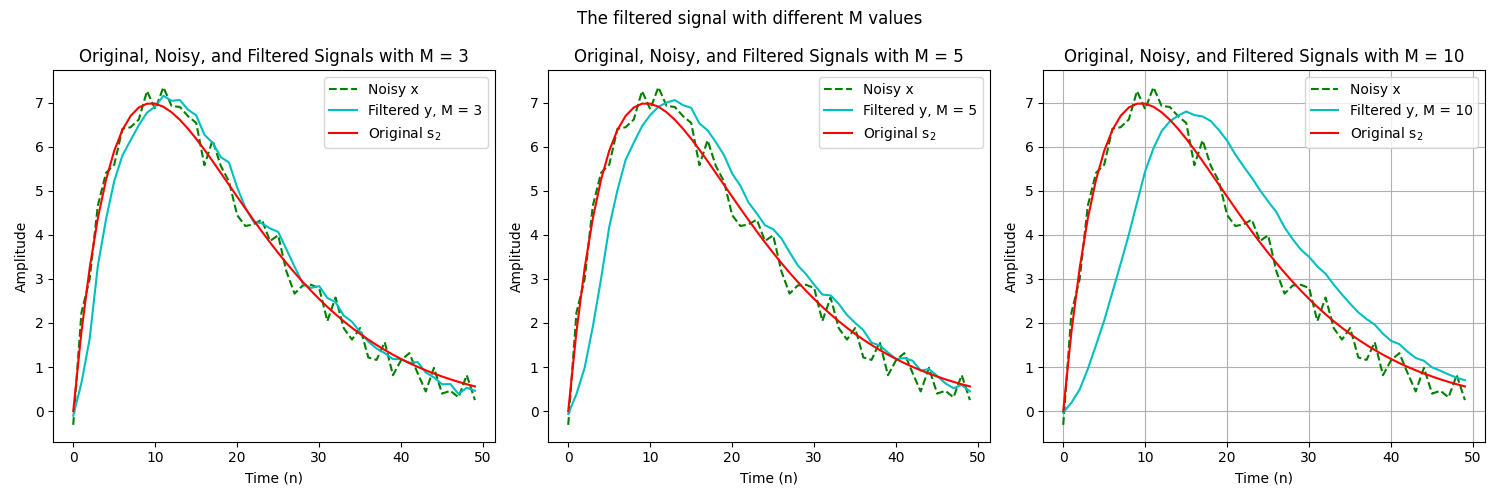 The filtered signal with different M values
Original, Noisy, and Filtered Signals with M = 3
Noisy x
Filtered y, M = 3
Original s₂
7
6
5
4
3
2
1
0
Amplitude
0 10 20 30 40 50
Time (n)
Original, Noisy, and Filtered Signals with M = 5
Noisy x
Filtered y, M = 5
Original s₂
7
6
5
4
3
2
1
0
Amplitude
0 10 20 30 40 50
Time (n)
Original, Noisy, and Filtered Signals with M = 10
Noisy x
Filtered y, M = 10
Original s₂
7
6
5
4
3
2
1
0
Amplitude
0 10 20 30 40 50
Time (n)